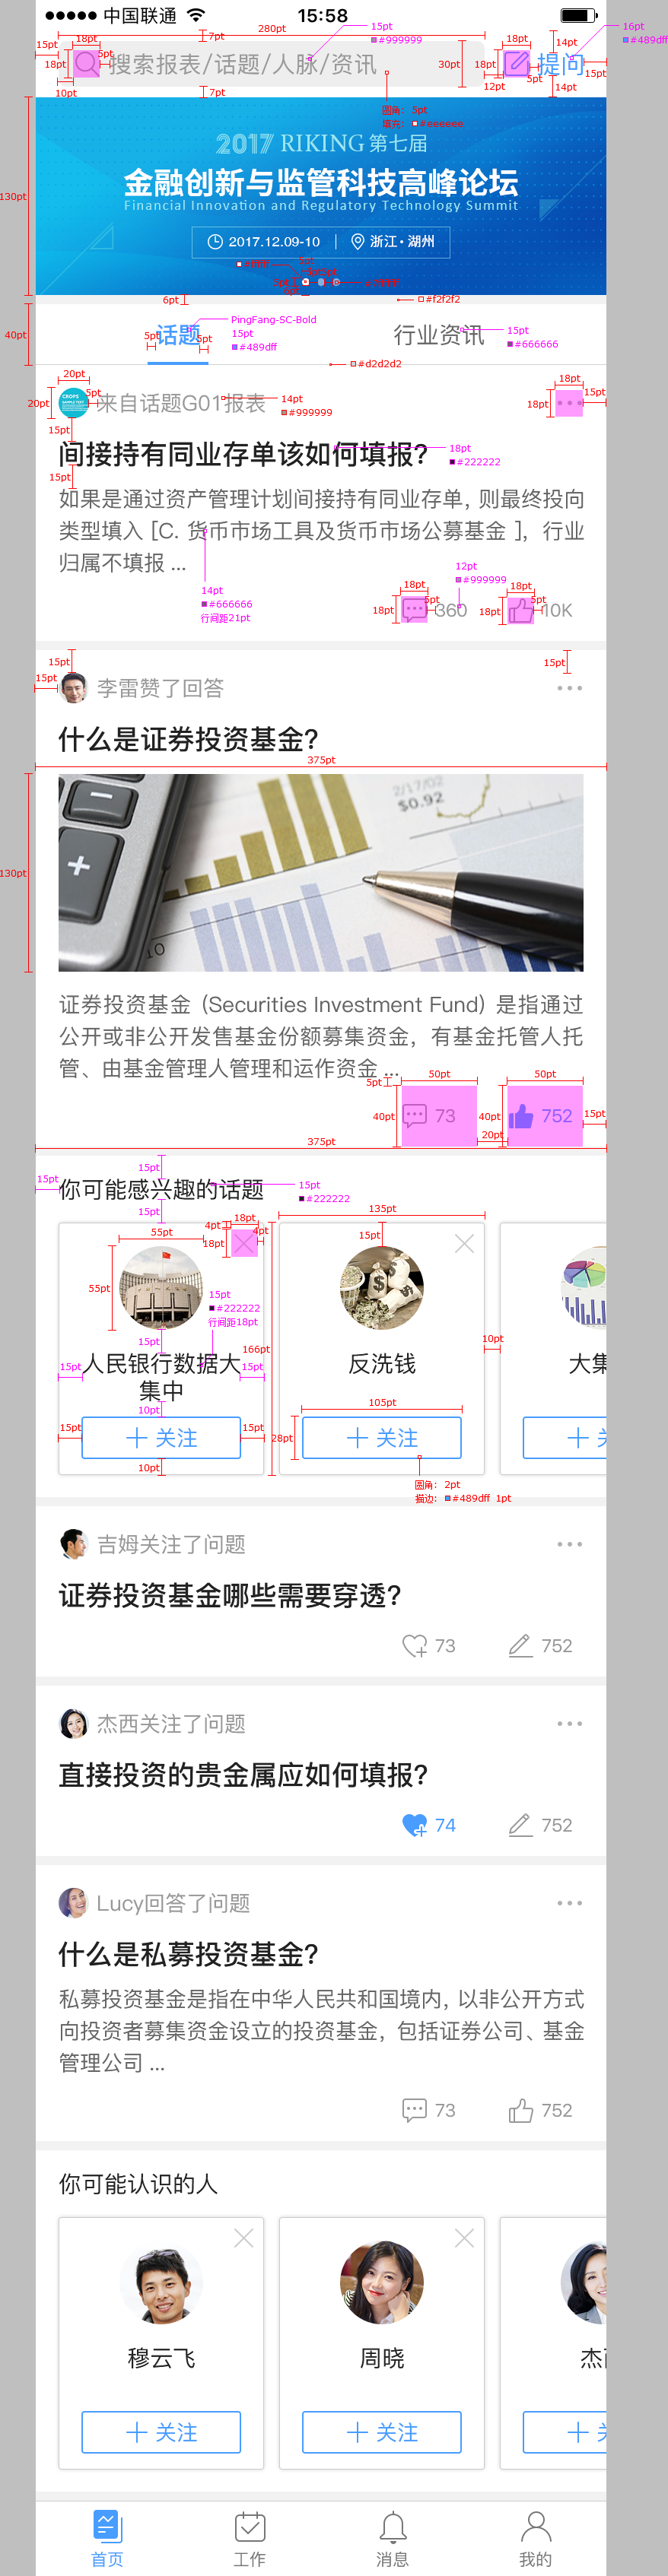 中国联通 15:58
280pt 15pt 16pt
15pt 18pt 7pt #999999 18pt 14pt #489dff
18pt 5pt 搜索报表/话题/人脉/资讯 30pt 18pt 提问 15pt
10pt 7pt 12pt 5pt 14pt
圆角: 5pt
填充: #eeeeee
2017 RIKING 第七届
130pt
金融创新与监管科技高峰论坛
Financial Innovation and Regulatory Technology Summit
2017.12.09-10 浙江·湖州
6pt #f2f2f2
PingFang-SC-Bold
40pt 5pt 话题 5pt 15pt 行业资讯 15pt
#489dff #666666
#d2d2d2
20pt 18pt
20pt 5pt 来自话题G01报表 14pt 18pt 15pt
#999999
15pt
间接持有同业存单该如何填报? 18pt
#222222
15pt
如果是通过资产管理计划间接持有同业存单, 则最终投向
类型填入 [C. 货币市场工具及货币市场公募基金 ], 行业
归属不填报 ...
12pt
14pt 18pt #999999 18pt
#666666 18pt 5pt 360 18pt 5pt 10K
行间距21pt
15pt 15pt
15pt 李雷赞了回答
什么是证券投资基金?
375pt
2/17/02
$0.92
130pt
10
证券投资基金 (Securities Investment Fund) 是指通过
公开或非公开发售基金份额募集资金, 有基金托管人托
管、由基金管理人管理和运作资金 ...
5pt 50pt 50pt
40pt 73 40pt 752 15pt
375pt 20pt
15pt
15pt 你可能感兴趣的话题 15pt
#222222
15pt 135pt
55pt 4pt 18pt 4pt 15pt
18pt
55pt 15pt
#222222
行间距18pt
15pt 166pt 10pt
15pt 人民银行数据大 15pt 反洗钱 大集
集中
10pt 105pt
15pt 关注 15pt 28pt 关注 关
10pt
圆角: 2pt
描边: #489dff 1pt
吉姆关注了问题
证券投资基金哪些需要穿透?
73 752
杰西关注了问题
直接投资的贵金属应如何填报?
74 752
Lucy回答了问题
什么是私募投资基金?
私募投资基金是指在中华人民共和国境内, 以非公开方式
向投资者募集资金设立的投资基金, 包括证券公司、基金
管理公司 ...
73 752
你可能认识的人
穆云飞 周晓 杰
关注 关注
首页 工作 消息 我的